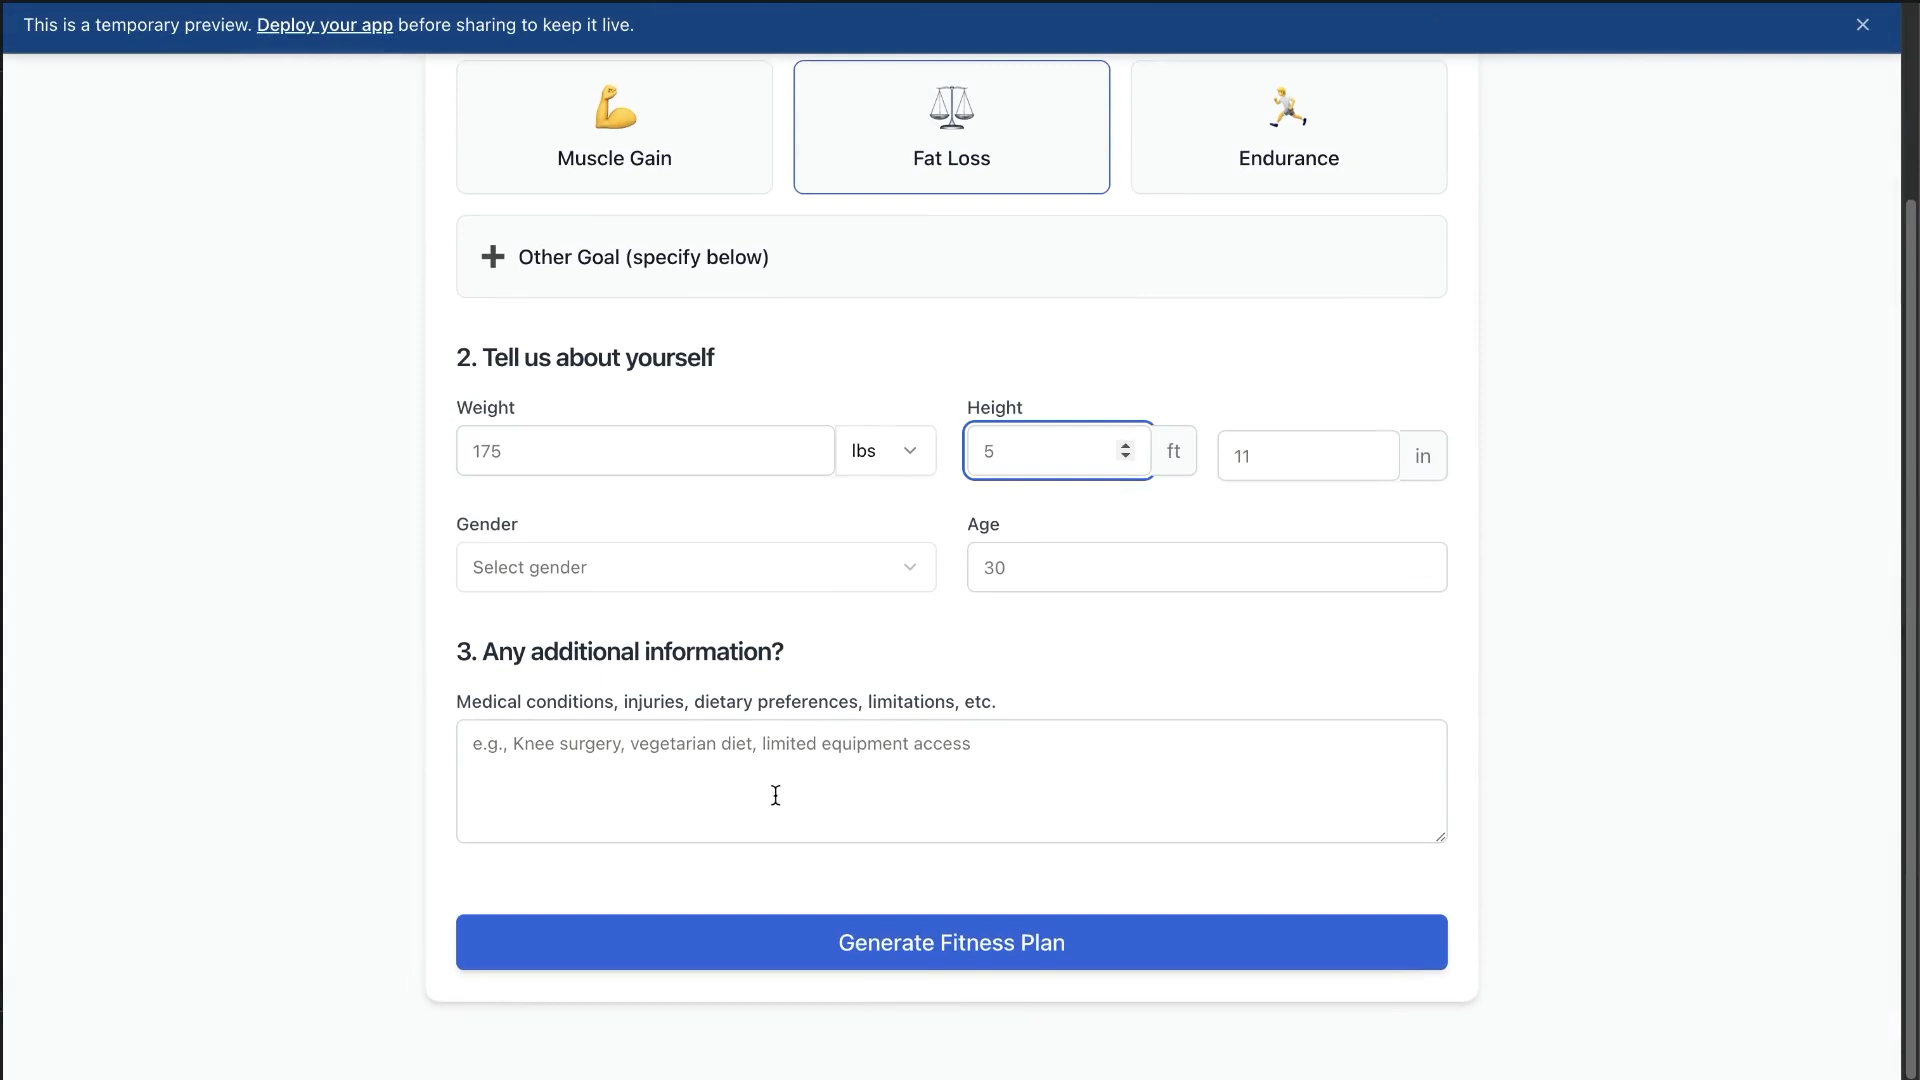 This is a temporary preview. Deploy your app before sharing to keep it live.
Muscle Gain
Fat Loss
Endurance
Other Goal (specify below)
2. Tell us about yourself
Weight
Height
175
lbs
5
ft
11
in
Gender
Age
Select gender
30
3. Any additional information?
Medical conditions, injuries, dietary preferences, limitations, etc.
e.g., Knee surgery, vegetarian diet, limited equipment access
Generate Fitness Plan